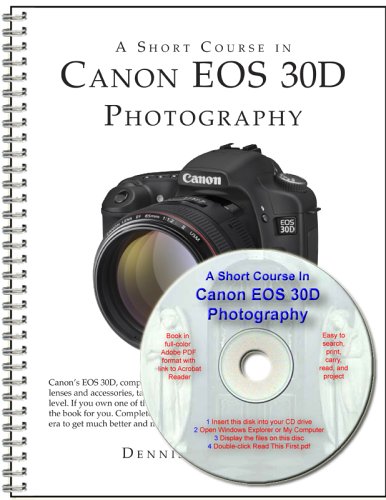 A SHORT COURSE IN
CANON EOS 30D
PHOTOGRAPHY
Canon
EOS
30D
A Short Course In
Canon EOS 30D
Photography
Book in
full-color
Adobe PDF
format with
link to Acrobat
Reader
Easy to
search,
print,
carry,
read, and
project
1 Insert this disk into your CD drive
2 Open Windows Explorer or My Computer
3 Display the files on this disc
4 Double-click Read This First.pdf
Canon's EOS 30D,
lenses and accessories,
level. If you own one of
the book for you.
era to get much better and